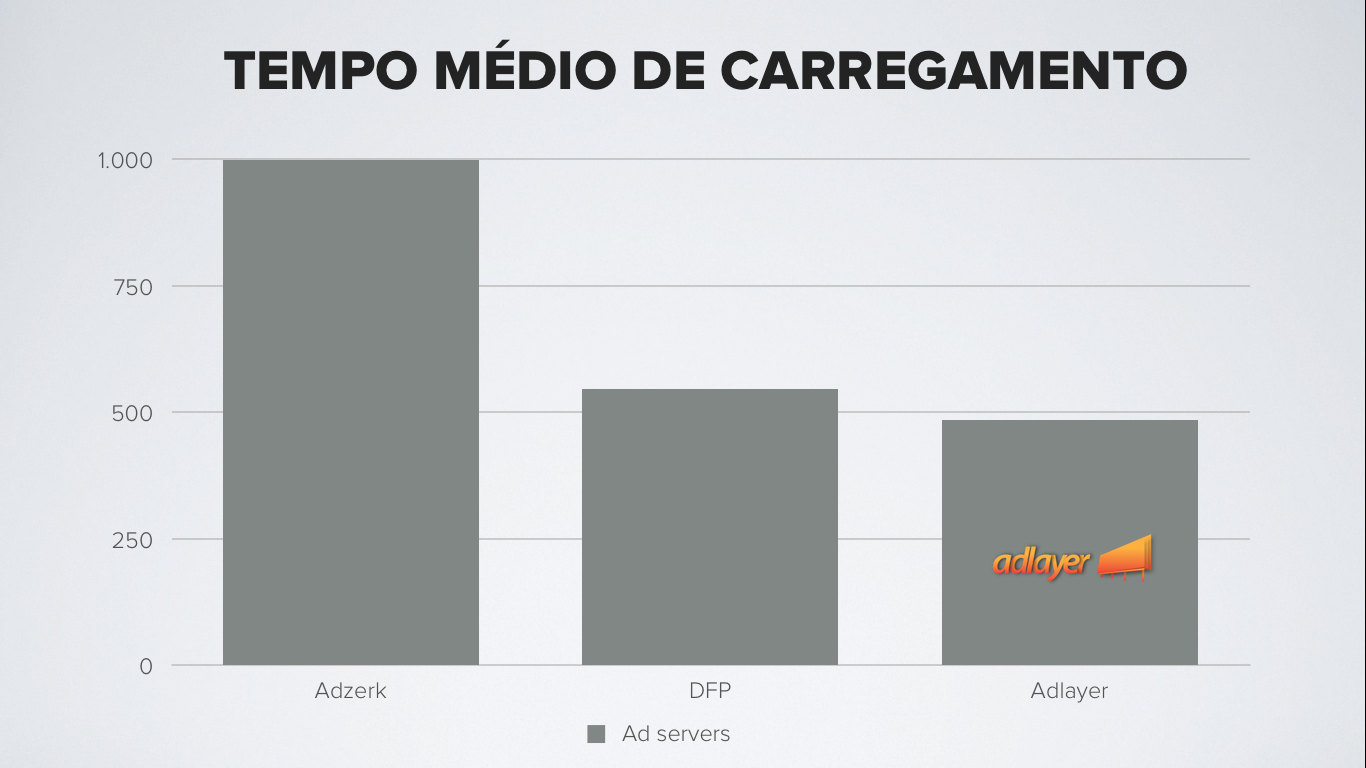 TEMPO MÉDIO DE CARREGAMENTO
1.000
750
500
250
0
adlayer
Adzerk DFP Adlayer
Ad servers